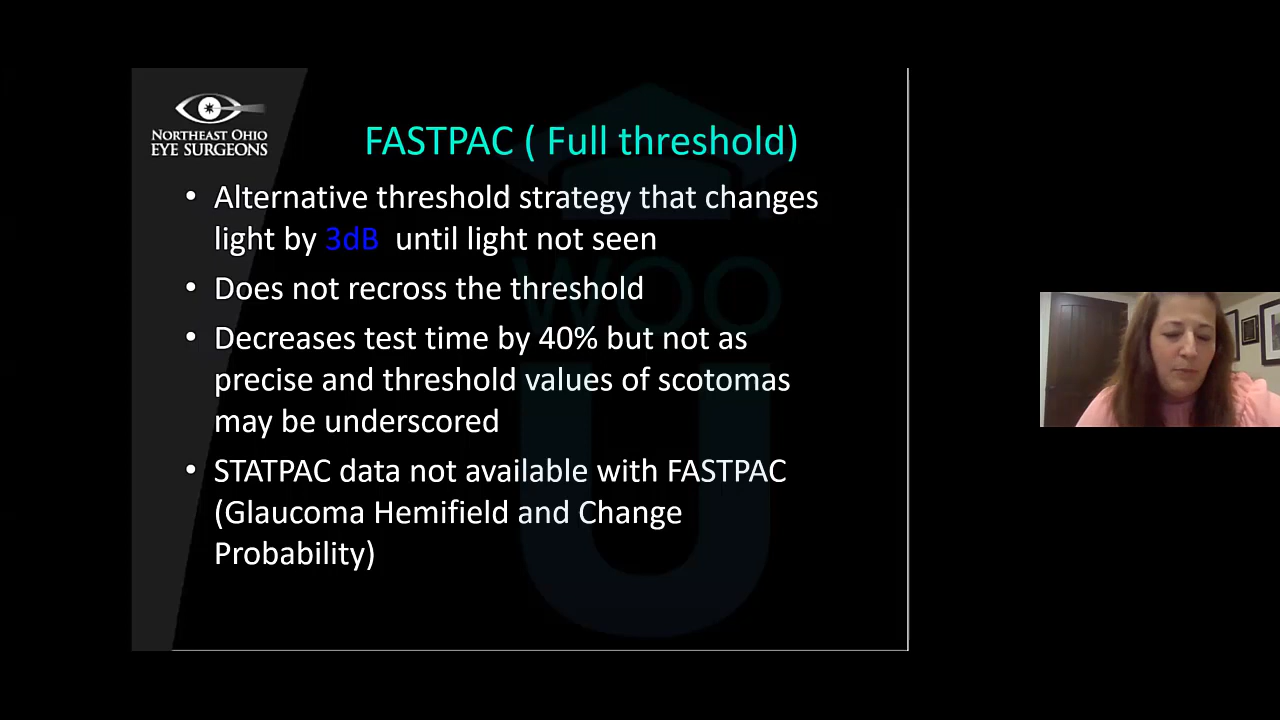 NORTHEAST OHIO
EYE SURGEONS
FASTPAC ( Full threshold)
• Alternative threshold strategy that changes
light by 3dB until light not seen
• Does not recross the threshold
• Decreases test time by 40% but not as
precise and threshold values of scotomas
may be underscored
• STATPAC data not available with FASTPAC
(Glaucoma Hemifield and Change
Probability)
WOO
U